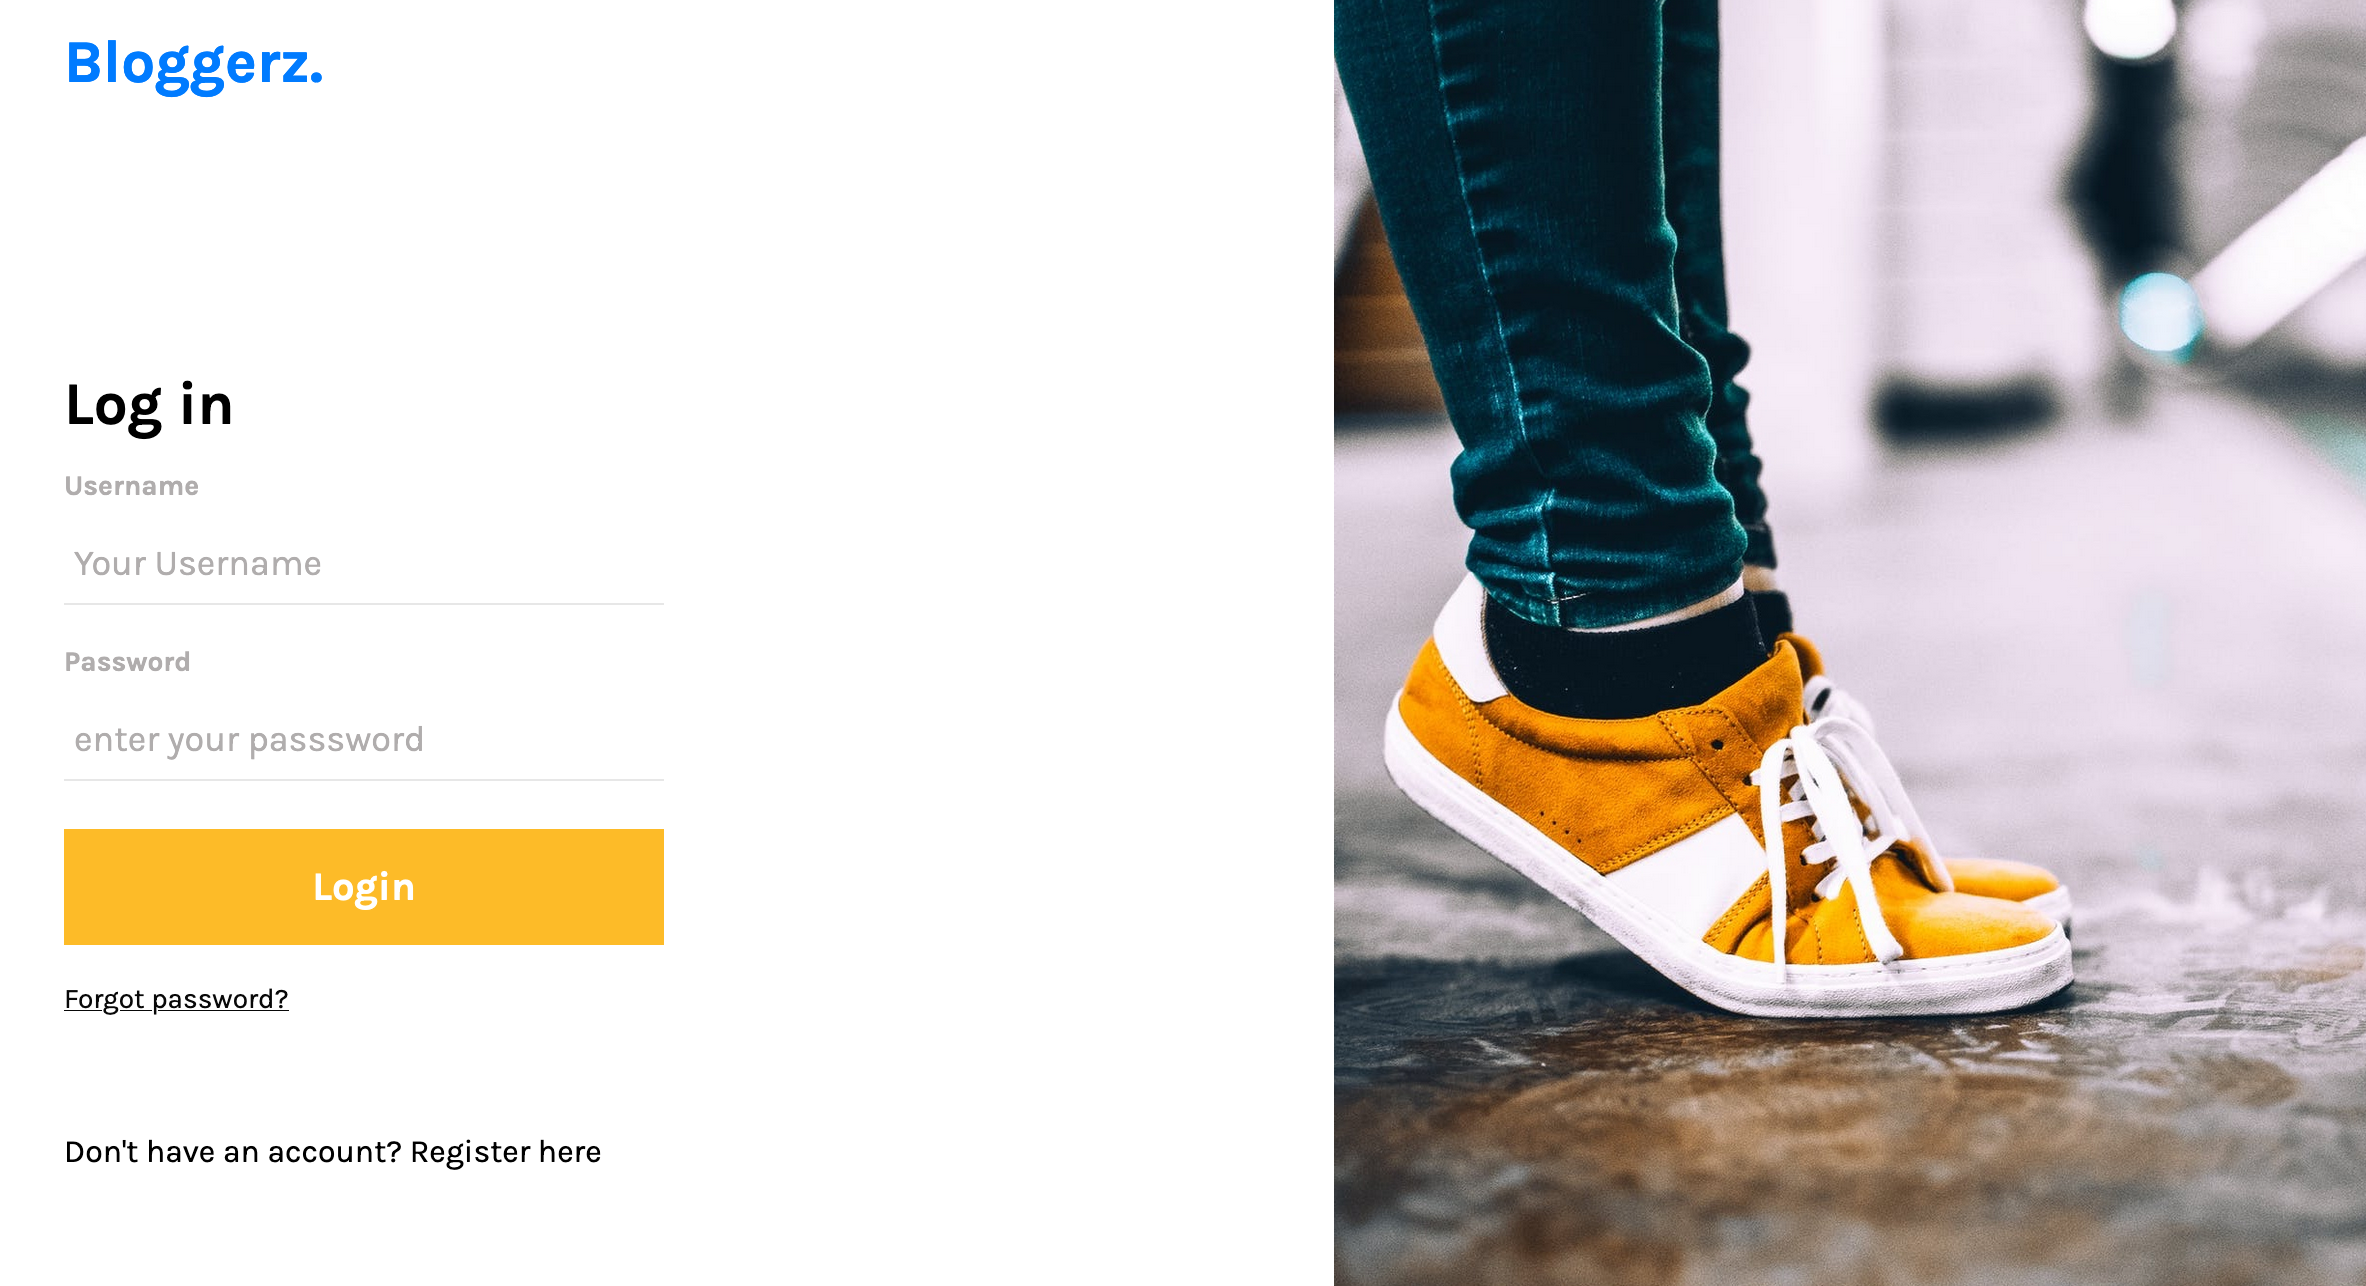 Bloggerz.
Log in
Username
Your Username
Password
enter your passsword
Login
Forgot password?
Don't have an account? Register here